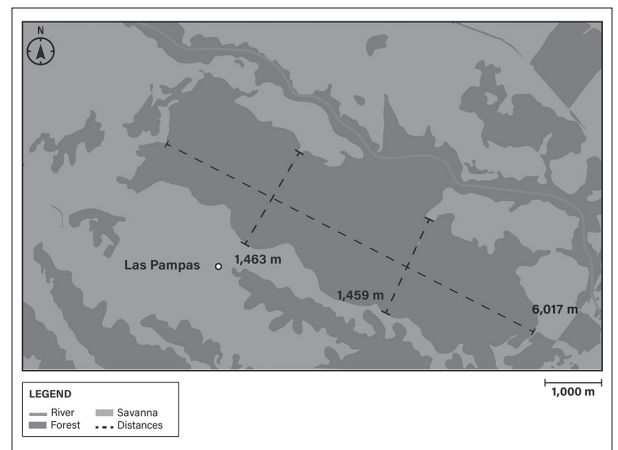 N
Las Pampas
1,463 m
1,459 m
6,017 m
1,000 m
LEGEND
River
Savanna
Forest
Distances